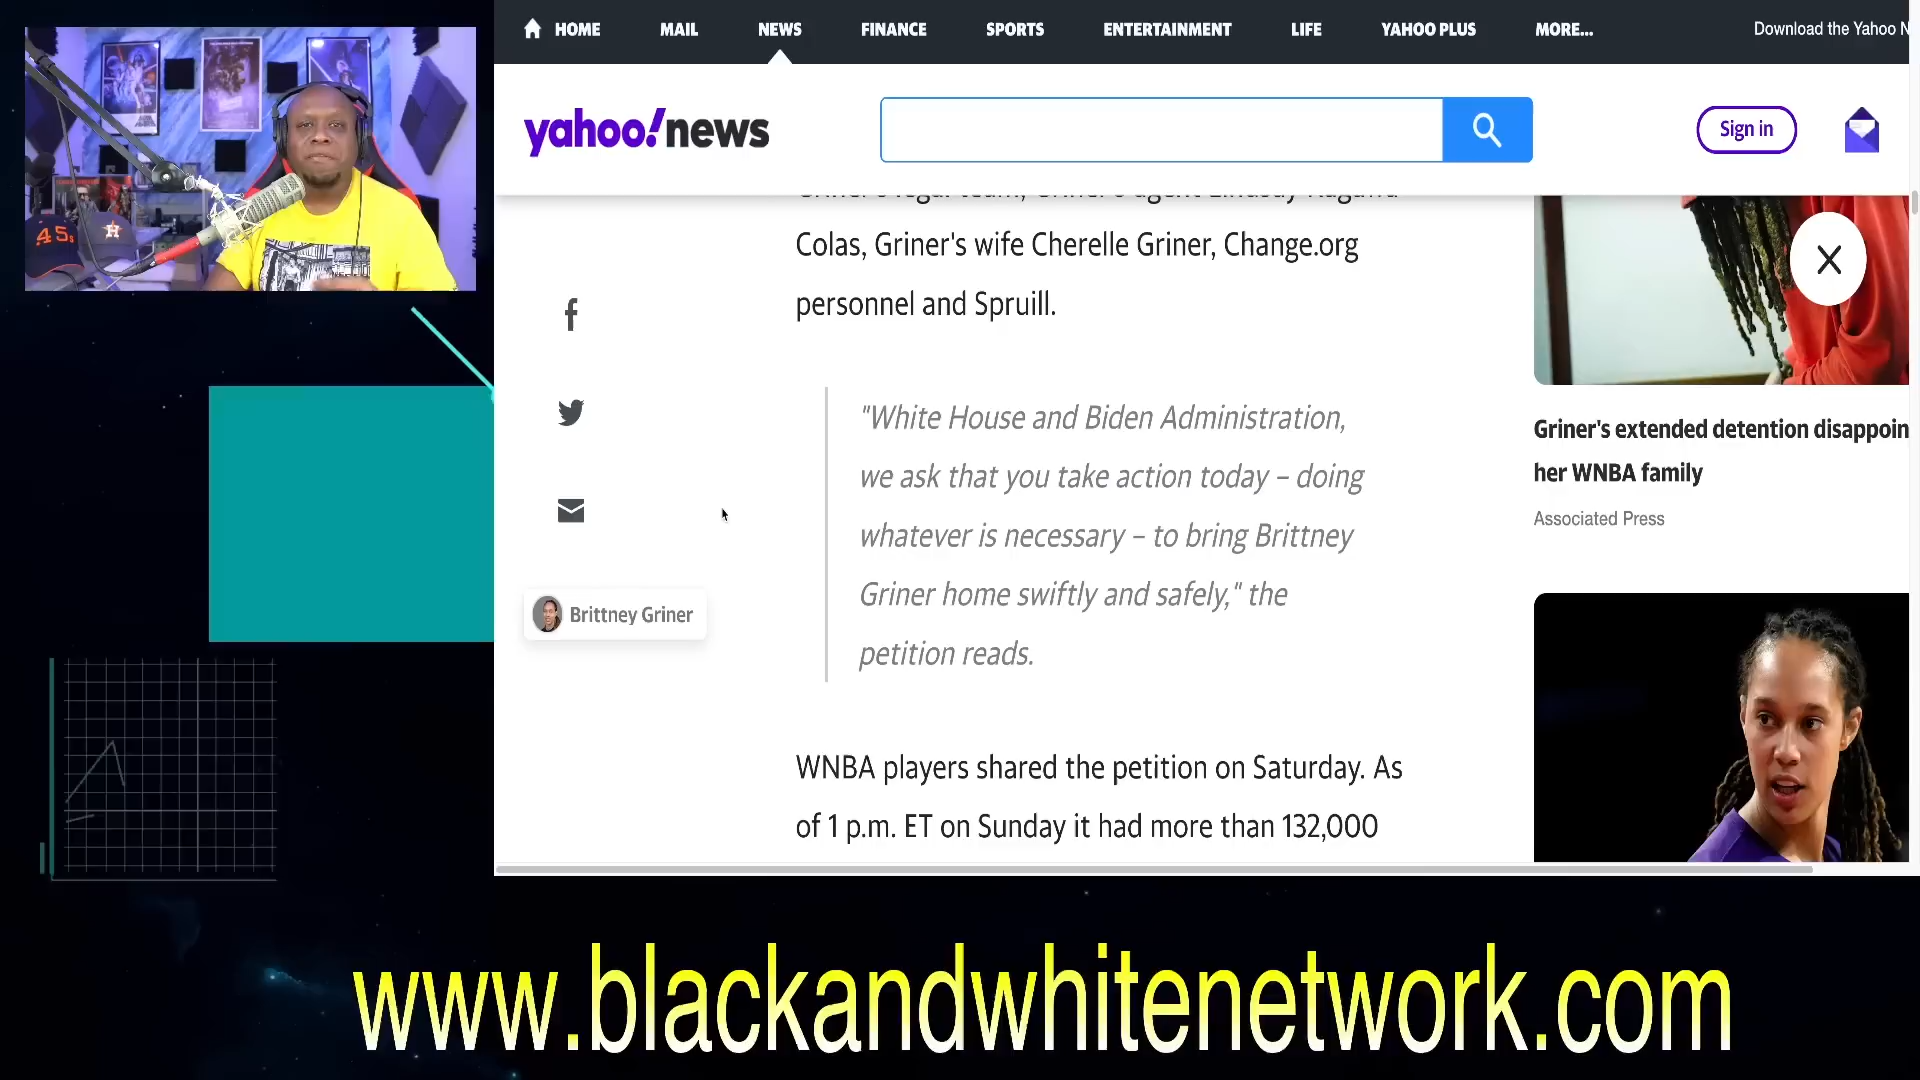 HOME
MAIL
NEWS
FINANCE
SPORTS
ENTERTAINMENT
LIFE
YAHOO PLUS
MORE...
Download the Yahoo N
yahoo!news
Sign in
45s
H
Colas, Griner's wife Cherelle Griner, Change.org
personnel and Spruill.
"White House and Biden Administration,
we ask that you take action today – doing
whatever is necessary – to bring Brittney
Griner home swiftly and safely," the
petition reads.
Brittney Griner
WNBA players shared the petition on Saturday. As
of 1 p.m. ET on Sunday it had more than 132,000
Griner's extended detention disappoin
her WNBA family
Associated Press
www.blackandwhitenetwork.com